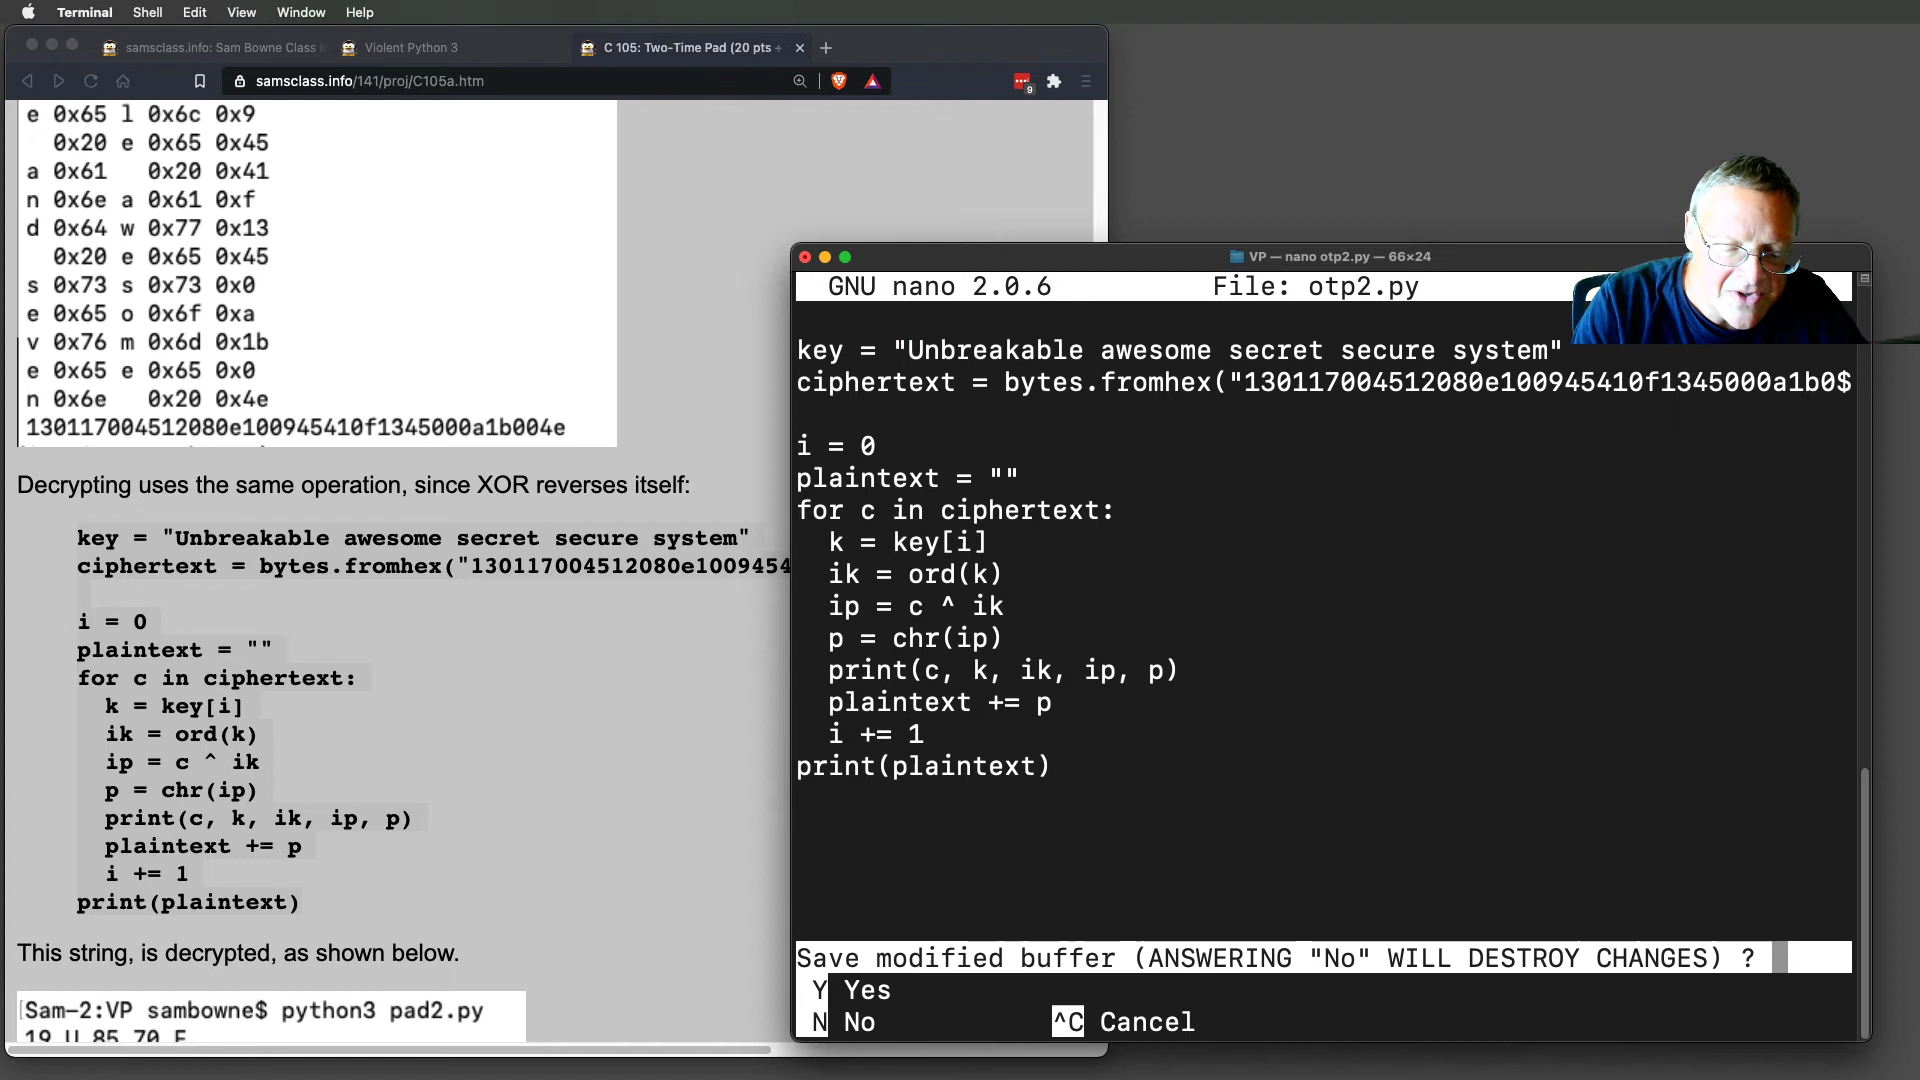 Terminal Shell Edit View Window Help
samsclass.info: Sam Bowne Class In Violent Python 3 C 105: Two-Time Pad (20 pts +
samsclass.info/141/proj/C105a.htm
9
e 0x65 l 0x6c 0x9
0x20 e 0x65 0x45
a 0x61 0x20 0x41
n 0x6e a 0x61 0xf
d 0x64 w 0x77 0x13
0x20 e 0x65 0x45
s 0x73 s 0x73 0x0
e 0x65 o 0x6f 0xa
v 0x76 m 0x6d 0x1b
e 0x65 e 0x65 0x0
n 0x6e 0x20 0x4e
130117004512080e100945410f1345000a1b004e
Decrypting uses the same operation, since XOR reverses itself:
key = "Unbreakable awesome secret secure system"
ciphertext = bytes.fromhex("130117004512080e1009454
i = 0
plaintext = ""
for c in ciphertext:
k = key[i]
ik = ord(k)
ip = c ^ ik
p = chr(ip)
print(c, k, ik, ip, p)
plaintext += p
i += 1
print(plaintext)
This string, is decrypted, as shown below.
[Sam-2:VP sambowne$ python3 pad2.py
19 U 85 70 F
VP — nano otp2.py — 66×24
GNU nano 2.0.6 File: otp2.py
key = "Unbreakable awesome secret secure system"
ciphertext = bytes.fromhex("130117004512080e100945410f1345000a1b0$
i = 0
plaintext = ""
for c in ciphertext:
k = key[i]
ik = ord(k)
ip = c ^ ik
p = chr(ip)
print(c, k, ik, ip, p)
plaintext += p
i += 1
print(plaintext)
Save modified buffer (ANSWERING "No" WILL DESTROY CHANGES) ?
Y Yes
N No ^C Cancel